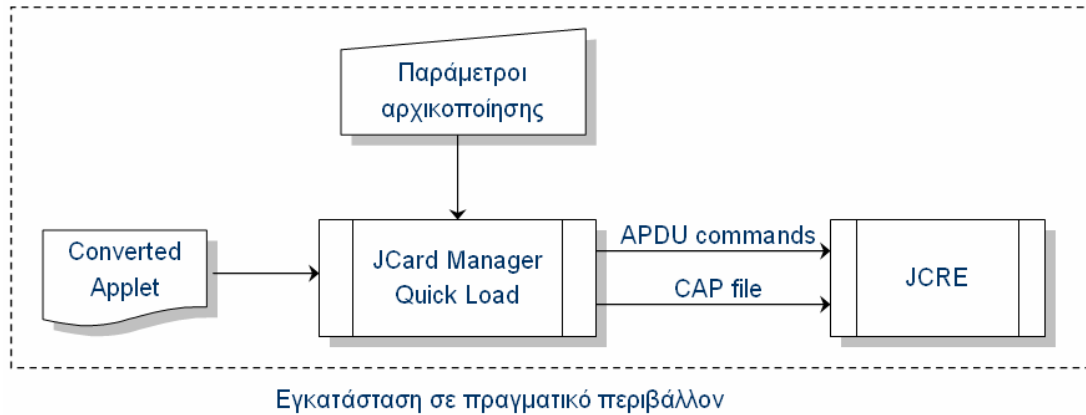 Παράμετροι
αρχικοποίησης
Converted
Applet
JCard Manager
Quick Load
APDU commands
CAP file
JCRE
Εγκατάσταση σε πραγματικό περιβάλλον